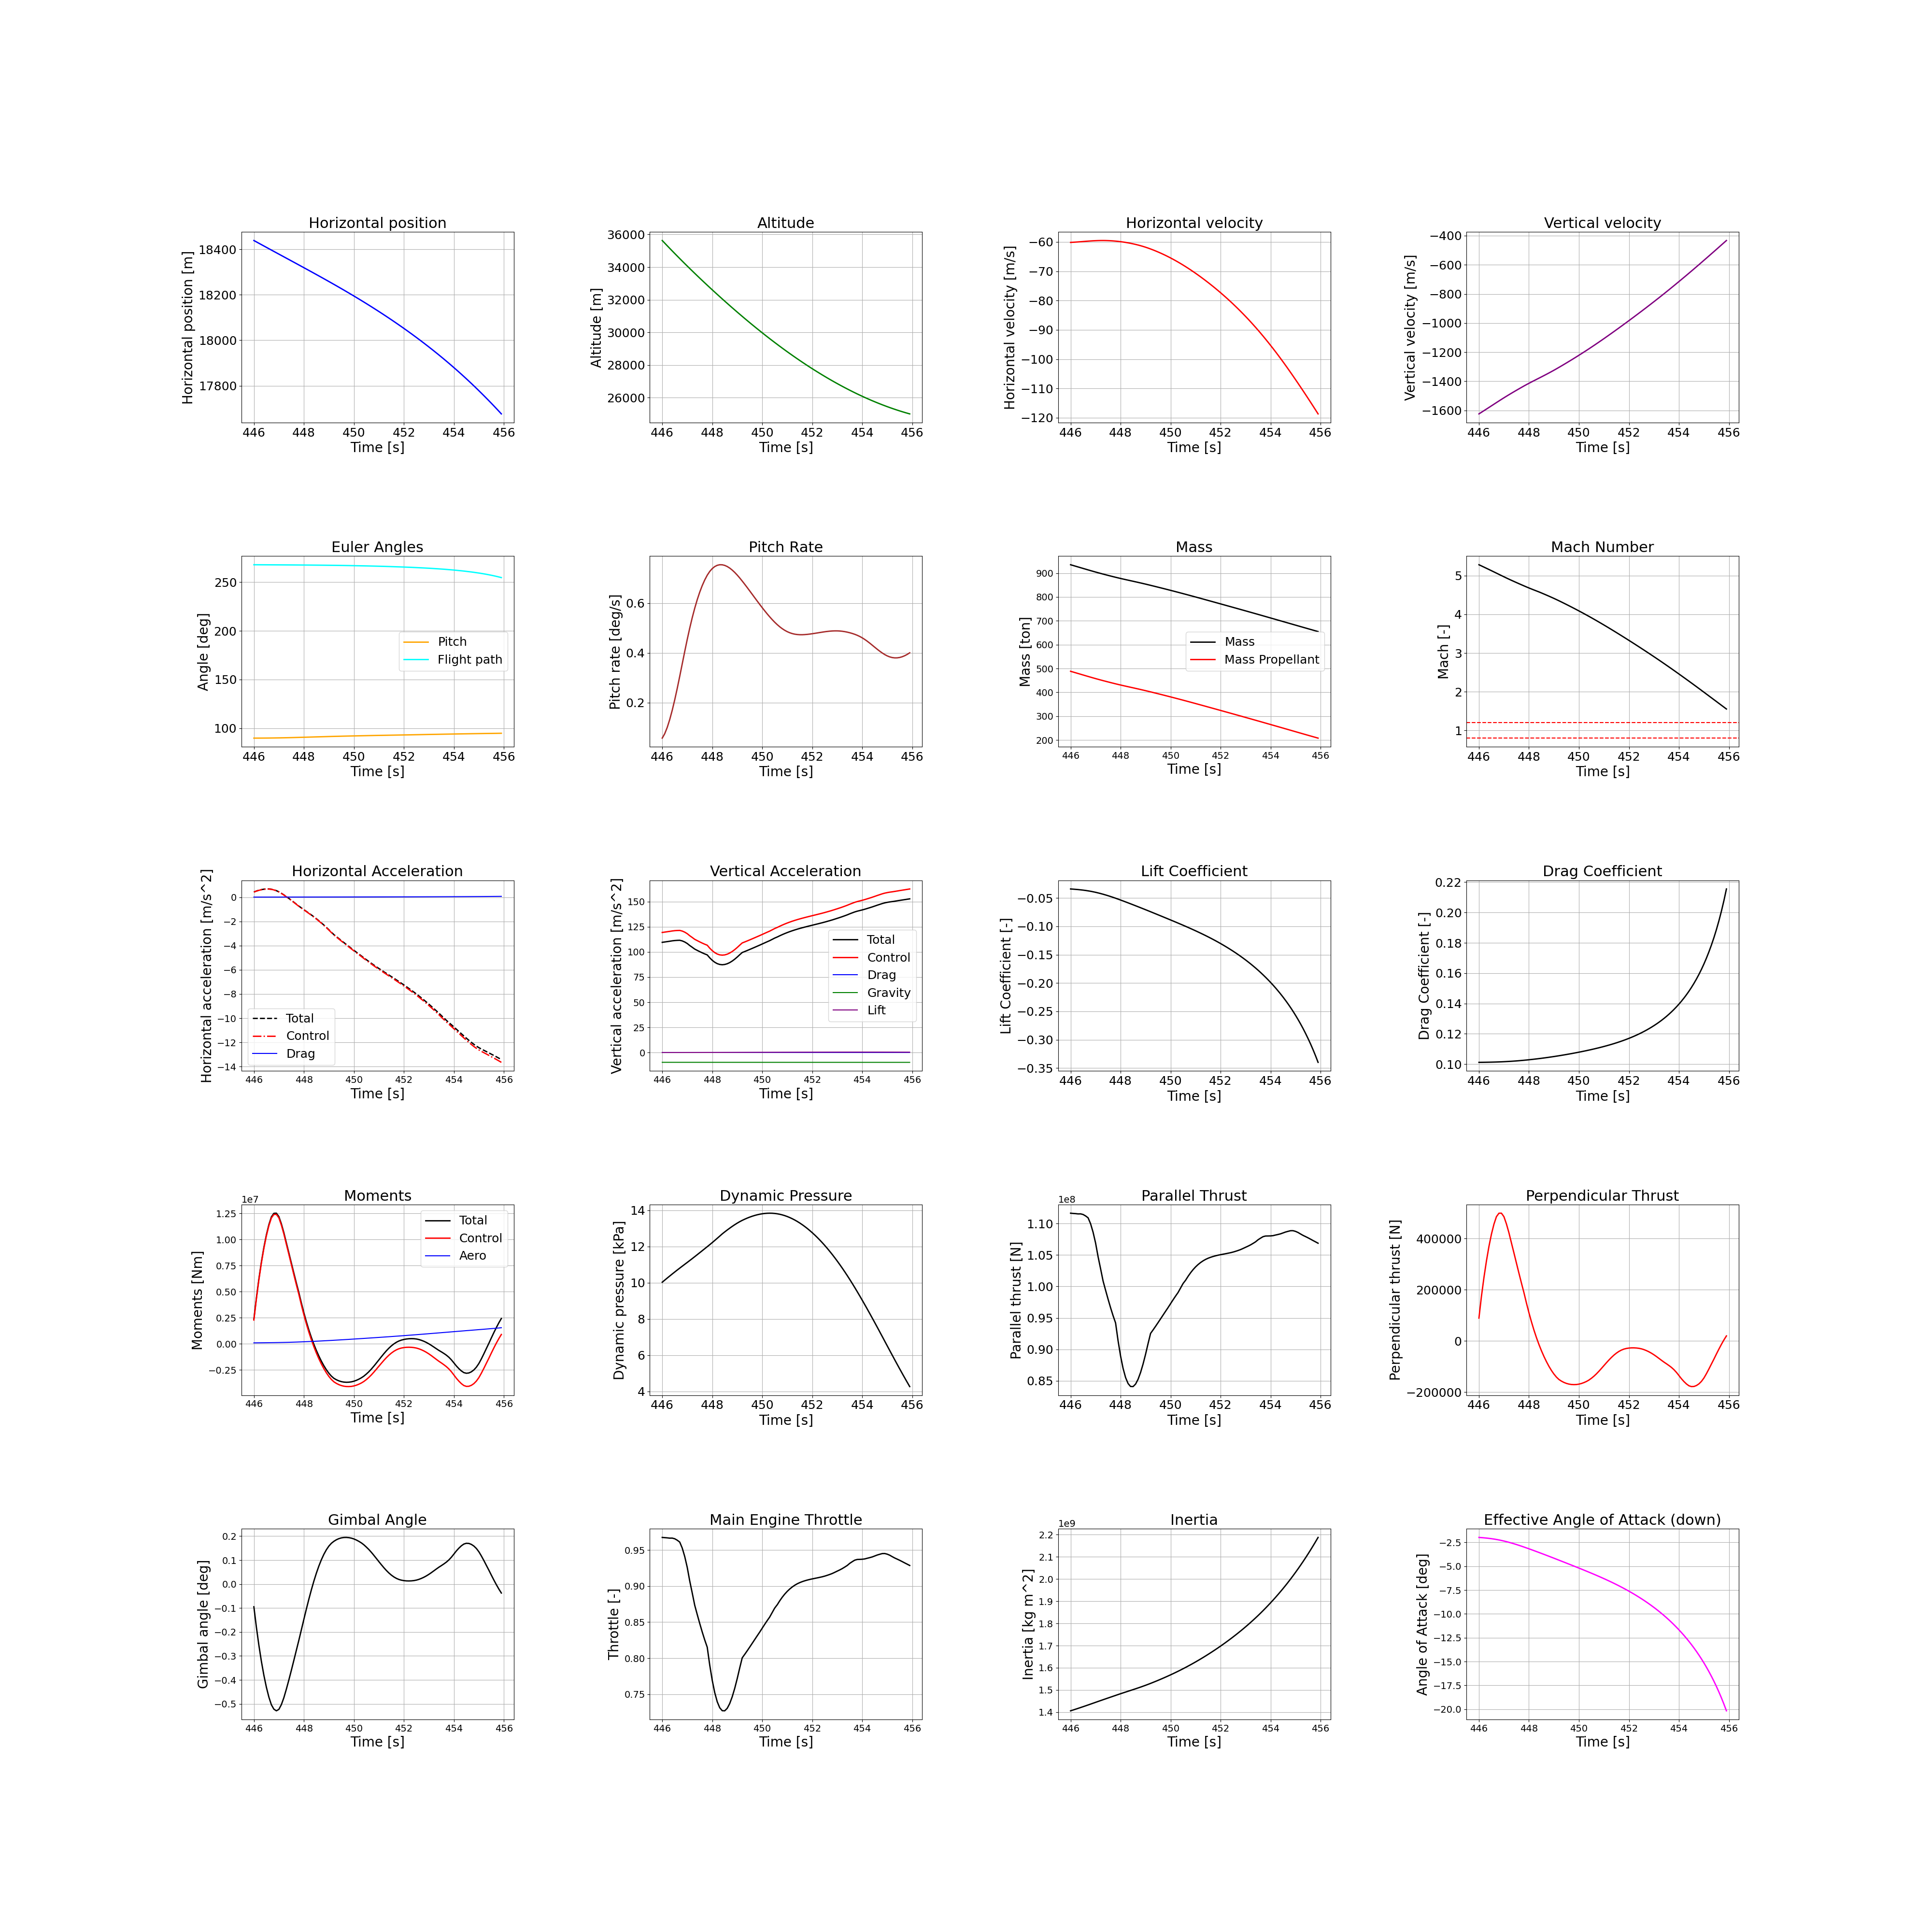 Horizontal position
Horizontal position [m]
18400
18200
18000
17800
446 448 450 452 454 456
Time [s]
Altitude
Altitude [m]
36000
34000
32000
30000
28000
26000
446 448 450 452 454 456
Time [s]
Horizontal velocity
Horizontal velocity [m/s]
−60
−70
−80
−90
−100
−110
−120
446 448 450 452 454 456
Time [s]
Vertical velocity
Vertical velocity [m/s]
−400
−600
−800
−1000
−1200
−1400
−1600
446 448 450 452 454 456
Time [s]
Euler Angles
Angle [deg]
250
200
150
100
Pitch
Flight path
446 448 450 452 454 456
Time [s]
Pitch Rate
Pitch rate [deg/s]
0.6
0.4
0.2
446 448 450 452 454 456
Time [s]
Mass
Mass [ton]
900
800
700
600
500
400
300
200
Mass
Mass Propellant
446 448 450 452 454 456
Time [s]
Mach Number
Mach [-]
5
4
3
2
1
446 448 450 452 454 456
Time [s]
Horizontal Acceleration
Horizontal acceleration [m/s^2]
0
−2
−4
−6
−8
−10
−12
−14
Total
Control
Drag
446 448 450 452 454 456
Time [s]
Vertical Acceleration
Vertical acceleration [m/s^2]
150
125
100
75
50
25
0
Total
Control
Drag
Gravity
Lift
446 448 450 452 454 456
Time [s]
Lift Coefficient
Lift Coefficient [-]
−0.05
−0.10
−0.15
−0.20
−0.25
−0.30
−0.35
446 448 450 452 454 456
Time [s]
Drag Coefficient
Drag Coefficient [-]
0.22
0.20
0.18
0.16
0.14
0.12
0.10
446 448 450 452 454 456
Time [s]
Moments
1e7
Moments [Nm]
1.25
1.00
0.75
0.50
0.25
0.00
−0.25
Total
Control
Aero
446 448 450 452 454 456
Time [s]
Dynamic Pressure
Dynamic pressure [kPa]
14
12
10
8
6
4
446 448 450 452 454 456
Time [s]
Parallel Thrust
1e8
Parallel thrust [N]
1.10
1.05
1.00
0.95
0.90
0.85
446 448 450 452 454 456
Time [s]
Perpendicular Thrust
Perpendicular thrust [N]
400000
200000
0
−200000
446 448 450 452 454 456
Time [s]
Gimbal Angle
Gimbal angle [deg]
0.2
0.1
0.0
−0.1
−0.2
−0.3
−0.4
−0.5
446 448 450 452 454 456
Time [s]
Main Engine Throttle
Throttle [-]
0.95
0.90
0.85
0.80
0.75
446 448 450 452 454 456
Time [s]
Inertia
1e9
Inertia [kg m^2]
2.2
2.1
2.0
1.9
1.8
1.7
1.6
1.5
1.4
446 448 450 452 454 456
Time [s]
Effective Angle of Attack (down)
Angle of Attack [deg]
−2.5
−5.0
−7.5
−10.0
−12.5
−15.0
−17.5
−20.0
446 448 450 452 454 456
Time [s]